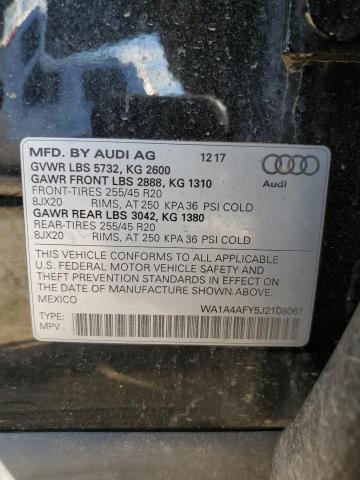 MFD. BY AUDI AG 12 17
GVWR LBS 5732, KG 2600
GAWR FRONT LBS 2888, KG 1310
FRONT-TIRES 255/45 R20
8JX20 RIMS, AT 250 KPA 36 PSI COLD
GAWR REAR LBS 3042, KG 1380
REAR-TIRES 255/45 R20
8JX20 RIMS, AT 250 KPA 36 PSI COLD
Audi
THIS VEHICLE CONFORMS TO ALL APPLICABLE
U.S. FEDERAL MOTOR VEHICLE SAFETY, BUMPER AND
THEFT PREVENTION STANDARDS IN EFFECT ON
THE DATE OF MANUFACTURE SHOWN ABOVE.
MEXICO
WA1A4AFY5J2108061
TYPE:
MPV